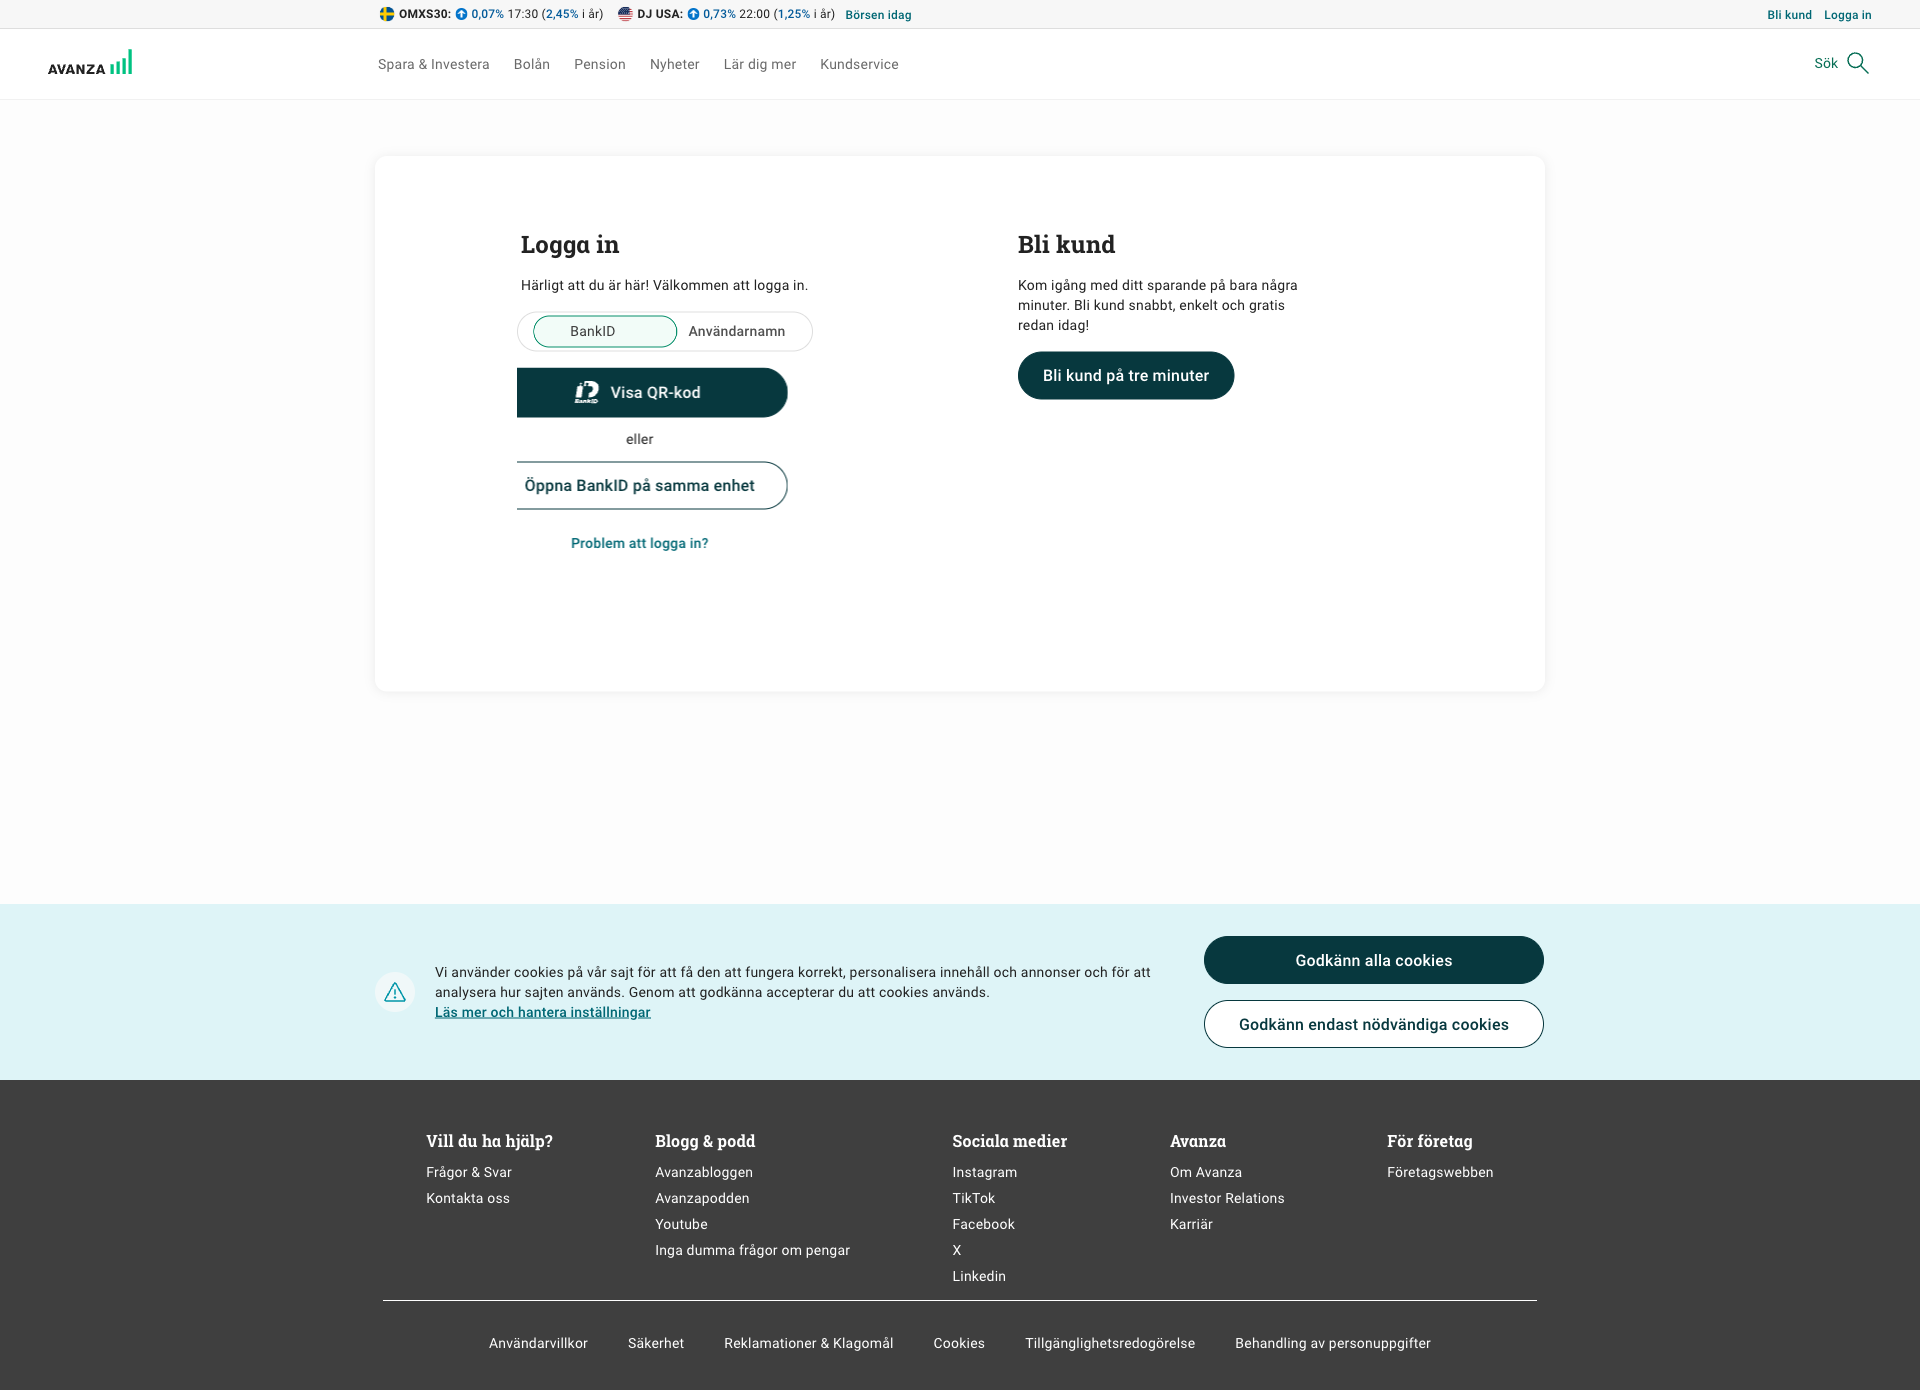 OMXS30: 0,07% 17:30 (2,45% i år) DJ USA: 0,73% 22:00 (1,25% i år) Börsen idag Bli kund Logga in
AVANZA Spara & Investera Bolån Pension Nyheter Lär dig mer Kundservice Sök
Logga in
Härligt att du är här! Välkommen att logga in.
BankID Användarnamn
BankID Visa QR-kod
eller
Öppna BankID på samma enhet
Problem att logga in?
Bli kund
Kom igång med ditt sparande på bara några
minuter. Bli kund snabbt, enkelt och gratis
redan idag!
Bli kund på tre minuter
Vi använder cookies på vår sajt för att få den att fungera korrekt, personalisera innehåll och annonser och för att
analysera hur sajten används. Genom att godkänna accepterar du att cookies används.
Läs mer och hantera inställningar
Godkänn alla cookies
Godkänn endast nödvändiga cookies
Vill du ha hjälp?
Frågor & Svar
Kontakta oss
Blogg & podd
Avanzabloggen
Avanzapodden
Youtube
Inga dumma frågor om pengar
Sociala medier
Instagram
TikTok
Facebook
X
Linkedin
Avanza
Om Avanza
Investor Relations
Karriär
För företag
Företagswebben
Användarvillkor Säkerhet Reklamationer & Klagomål Cookies Tillgänglighetsredogörelse Behandling av personuppgifter